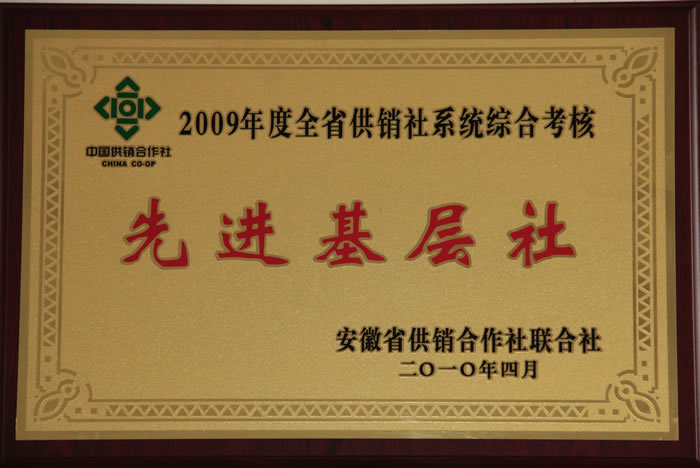 中国供销合作社
CHINA CO-OP
2009年度全省供销社系统综合考核
先进基层社
安徽省供销合作社联合社
二〇一〇年四月